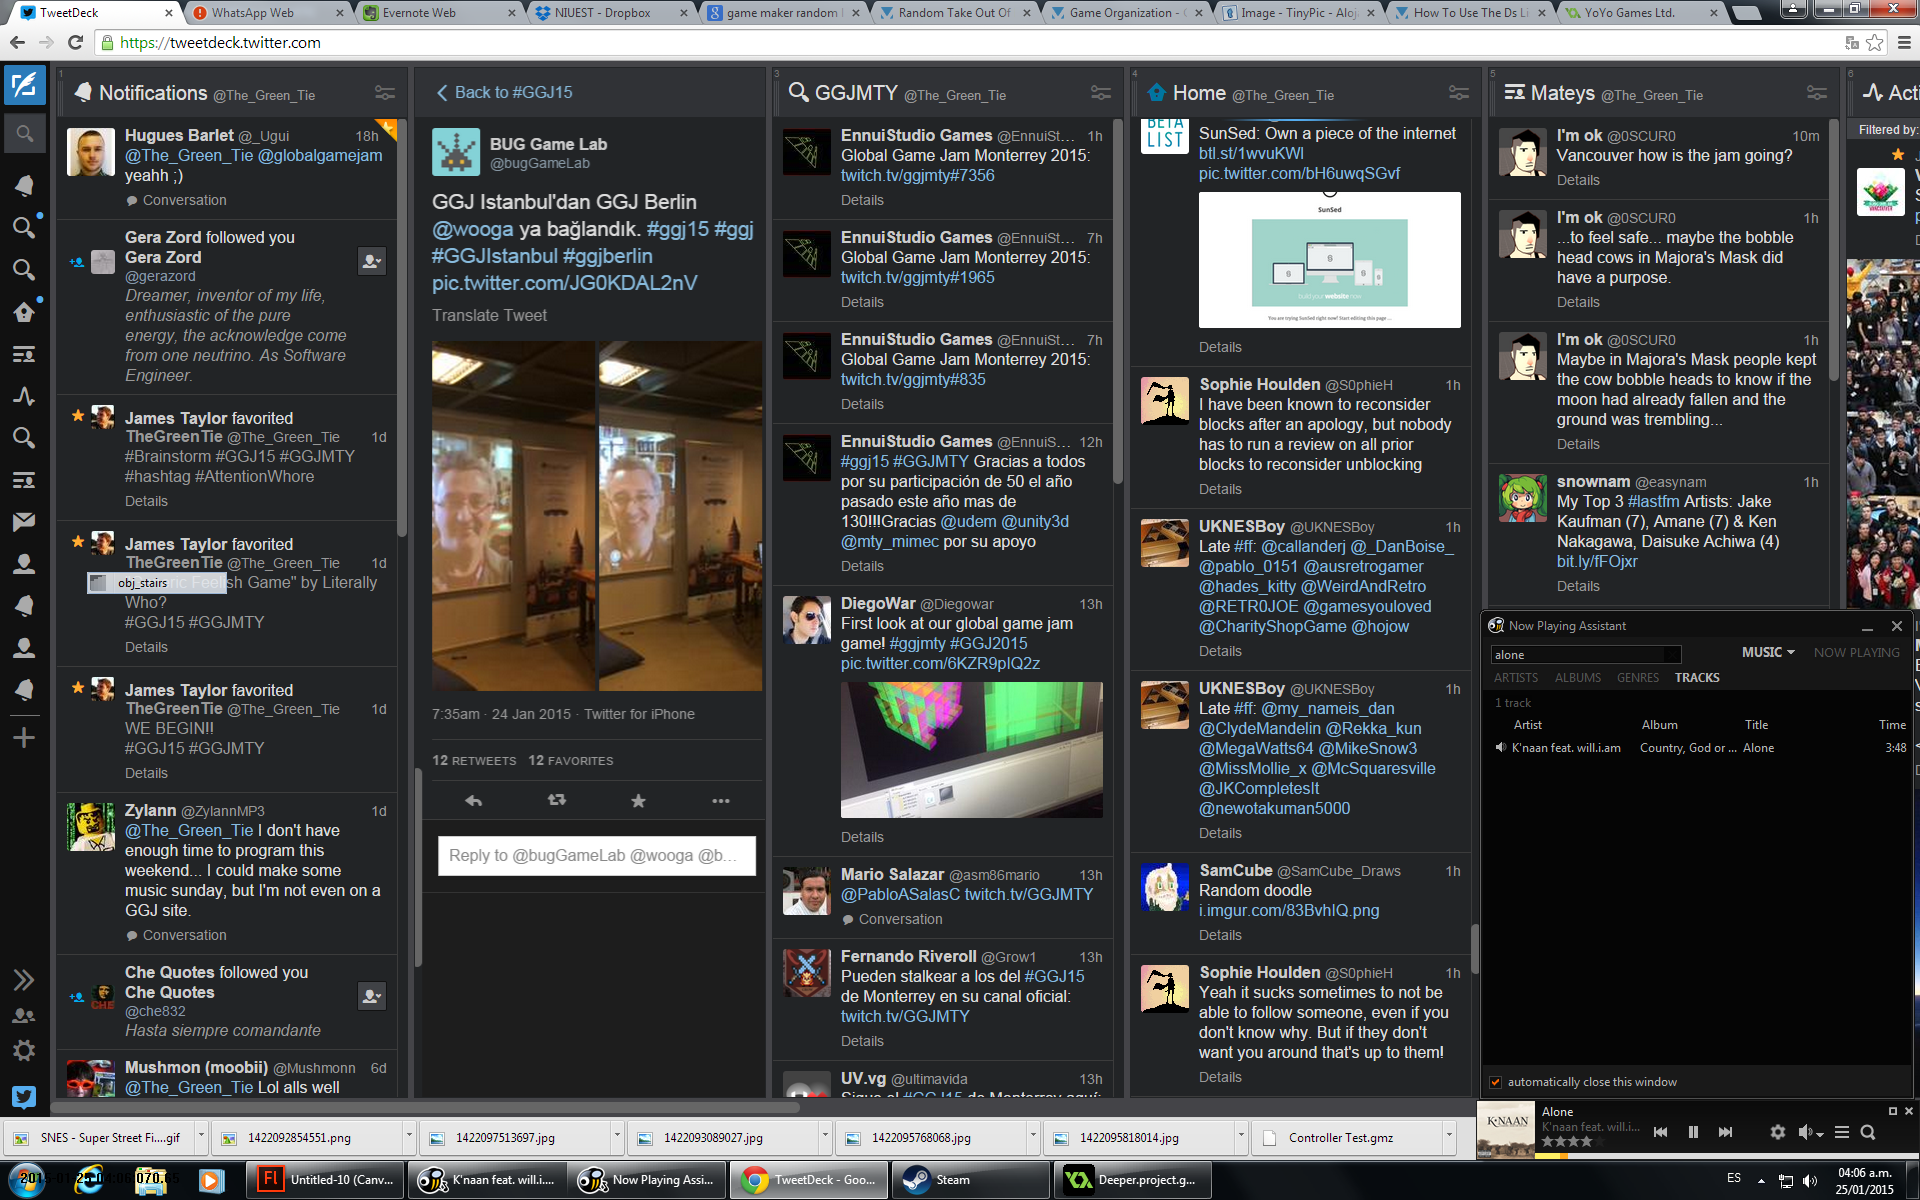 TweetDeck
WhatsApp Web
Evernote Web
NIUEST - Dropbox
game maker random
Random Take Out Of
Game Organization -
Image - TinyPic - Aloj
How To Use The Ds Li
YoYo Games Ltd.
https://tweetdeck.twitter.com
1
Notifications @The_Green_Tie
Hugues Barlet @_Ugui 18h
@The_Green_Tie @globalgamejam
yeahh ;)
Conversation
Gera Zord followed you
Gera Zord
@gerazord
Dreamer, inventor of my life,
enthusiastic of the pure
energy, the acknowledge come
from one neutrino. As Software
Engineer.
James Taylor favorited
TheGreenTie @The_Green_Tie 1d
#Brainstorm #GGJ15 #GGJMTY
#hashtag #AttentionWhore
Details
James Taylor favorited
TheGreenTie @The_Green_Tie 1d
obj_stairs
sh Game" by Literally
Who?
#GGJ15 #GGJMTY
Details
James Taylor favorited
TheGreenTie @The_Green_Tie 1d
WE BEGIN!!
#GGJ15 #GGJMTY
Details
Zylann @ZylannMP3 1d
@The_Green_Tie I don't have
enough time to program this
weekend... I could make some
music sunday, but I'm not even on a
GGJ site.
Conversation
Che Quotes followed you
Che Quotes
@che832
Hasta siempre comandante
Mushmon (moobii) @Mushmonn 6d
@The_Green_Tie Lol alls well
Back to #GGJ15
BUG Game Lab
@bugGameLab
GGJ Istanbul'dan GGJ Berlin
@wooga ya bağlandık. #ggj15 #ggj
#GGJIstanbul #ggjberlin
pic.twitter.com/JG0KDAL2nV
Translate Tweet
7:35am · 24 Jan 2015 · Twitter for iPhone
12 RETWEETS 12 FAVORITES
Reply to @bugGameLab @wooga @b...
3
GGJMTY @The_Green_Tie
EnnuiStudio Games @EnnuiSt... 1h
Global Game Jam Monterrey 2015:
twitch.tv/ggjmty#7356
Details
EnnuiStudio Games @EnnuiSt... 7h
Global Game Jam Monterrey 2015:
twitch.tv/ggjmty#1965
Details
EnnuiStudio Games @EnnuiSt... 7h
Global Game Jam Monterrey 2015:
twitch.tv/ggjmty#835
Details
EnnuiStudio Games @EnnuiS... 12h
#ggj15 #GGJMTY Gracias a todos
por su participación de 50 el año
pasado este año mas de
130!!!Gracias @udem @unity3d
@mty_mimec por su apoyo
Details
DiegoWar @Diegowar 13h
First look at our global game jam
game! #ggjmty #GGJ2015
pic.twitter.com/6KZR9pIQ2z
Details
Mario Salazar @asm86mario 13h
@PabloASalasC twitch.tv/GGJMTY
Conversation
Fernando Riveroll @Grow1 13h
Pueden stalkear a los del #GGJ15
de Monterrey en su canal oficial:
twitch.tv/GGJMTY
Details
UV.vg @ultimavida 13h
Sigue el #GGJ15 de Monterrey aquí:
4
Home @The_Green_Tie
BETA
LIST
SunSed: Own a piece of the internet
btl.st/1wvuKWl
pic.twitter.com/bH6uwqSGvf
SunSed
build your website now
You are trying SunSed right now! Start editing this page ...
Details
Sophie Houlden @S0phieH 1h
I have been known to reconsider
blocks after an apology, but nobody
has to run a review on all prior
blocks to reconsider unblocking
Details
UKNESBoy @UKNESBoy 1h
Late #ff: @callanderj @_DanBoise_
@pablo_0151 @ausretrogamer
@hades_kitty @WeirdAndRetro
@RETR0JOE @gamesyouloved
@CharityShopGame @hojow
Details
UKNESBoy @UKNESBoy 1h
Late #ff: @my_nameis_dan
@ClydeMandelin @Rekka_kun
@MegaWatts64 @MikeSnow3
@MissMollie_x @McSquaresville
@JKCompletesIt
@newotakuman5000
Details
SamCube @SamCube_Draws 1h
Random doodle
i.imgur.com/83BvhIQ.png
Details
Sophie Houlden @S0phieH 1h
Yeah it sucks sometimes to not be
able to follow someone, even if you
don't know why. But if they don't
want you around that's up to them!
Details
5
Mateys @The_Green_Tie
I'm ok @0SCUR0 10m
Vancouver how is the jam going?
Details
I'm ok @0SCUR0 1h
...to feel safe... maybe the bobble
head cows in Majora's Mask did
have a purpose.
Details
I'm ok @0SCUR0 1h
Maybe in Majora's Mask people kept
the cow bobble heads to know if the
moon had already fallen and the
ground was trembling...
Details
snownam @easynam 1h
My Top 3 #lastfm Artists: Jake
Kaufman (7), Amane (7) & Ken
Nakagawa, Daisuke Achiwa (4)
bit.ly/fFOjxr
Details
6
Acti
Filtered by:
Now Playing Assistant
alone
MUSIC NOW PLAYING
ARTISTS ALBUMS GENRES TRACKS
1 track
Artist Album Title Time
K'naan feat. will.i.am Country, God or ... Alone 3:48
automatically close this window
K'NAAN
Alone
K'naan feat. will.i...
SNES - Super Street Fi....gif
1422092854551.png
1422097513697.jpg
1422093089027.jpg
1422095768068.jpg
1422095818014.jpg
Controller Test.gmz
Untitled-10 (Canv...
K'naan feat. will.i....
Now Playing Assi...
TweetDeck - Goo...
Steam
Deeper.project.g...
ES
04:06 a.m.
25/01/2015